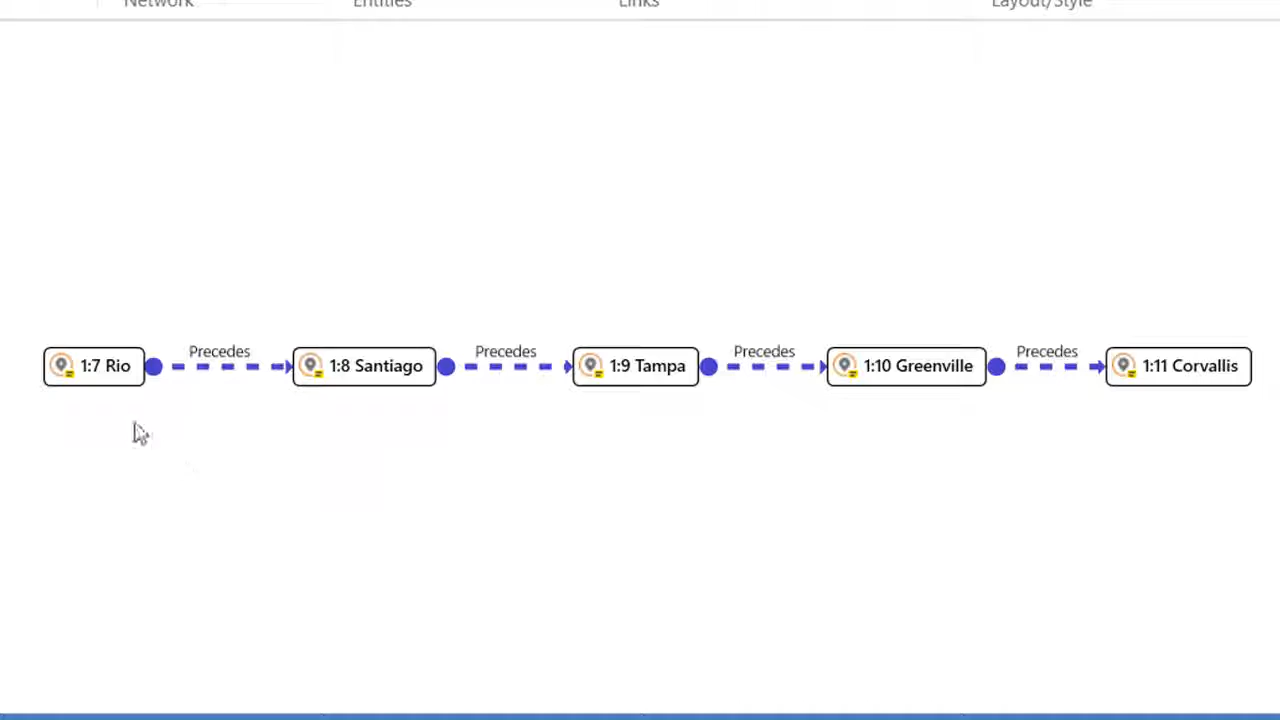 Network Entities Links Layout/Style
Precedes Precedes Precedes Precedes
1:7 Rio 1:8 Santiago 1:9 Tampa 1:10 Greenville 1:11 Corvallis